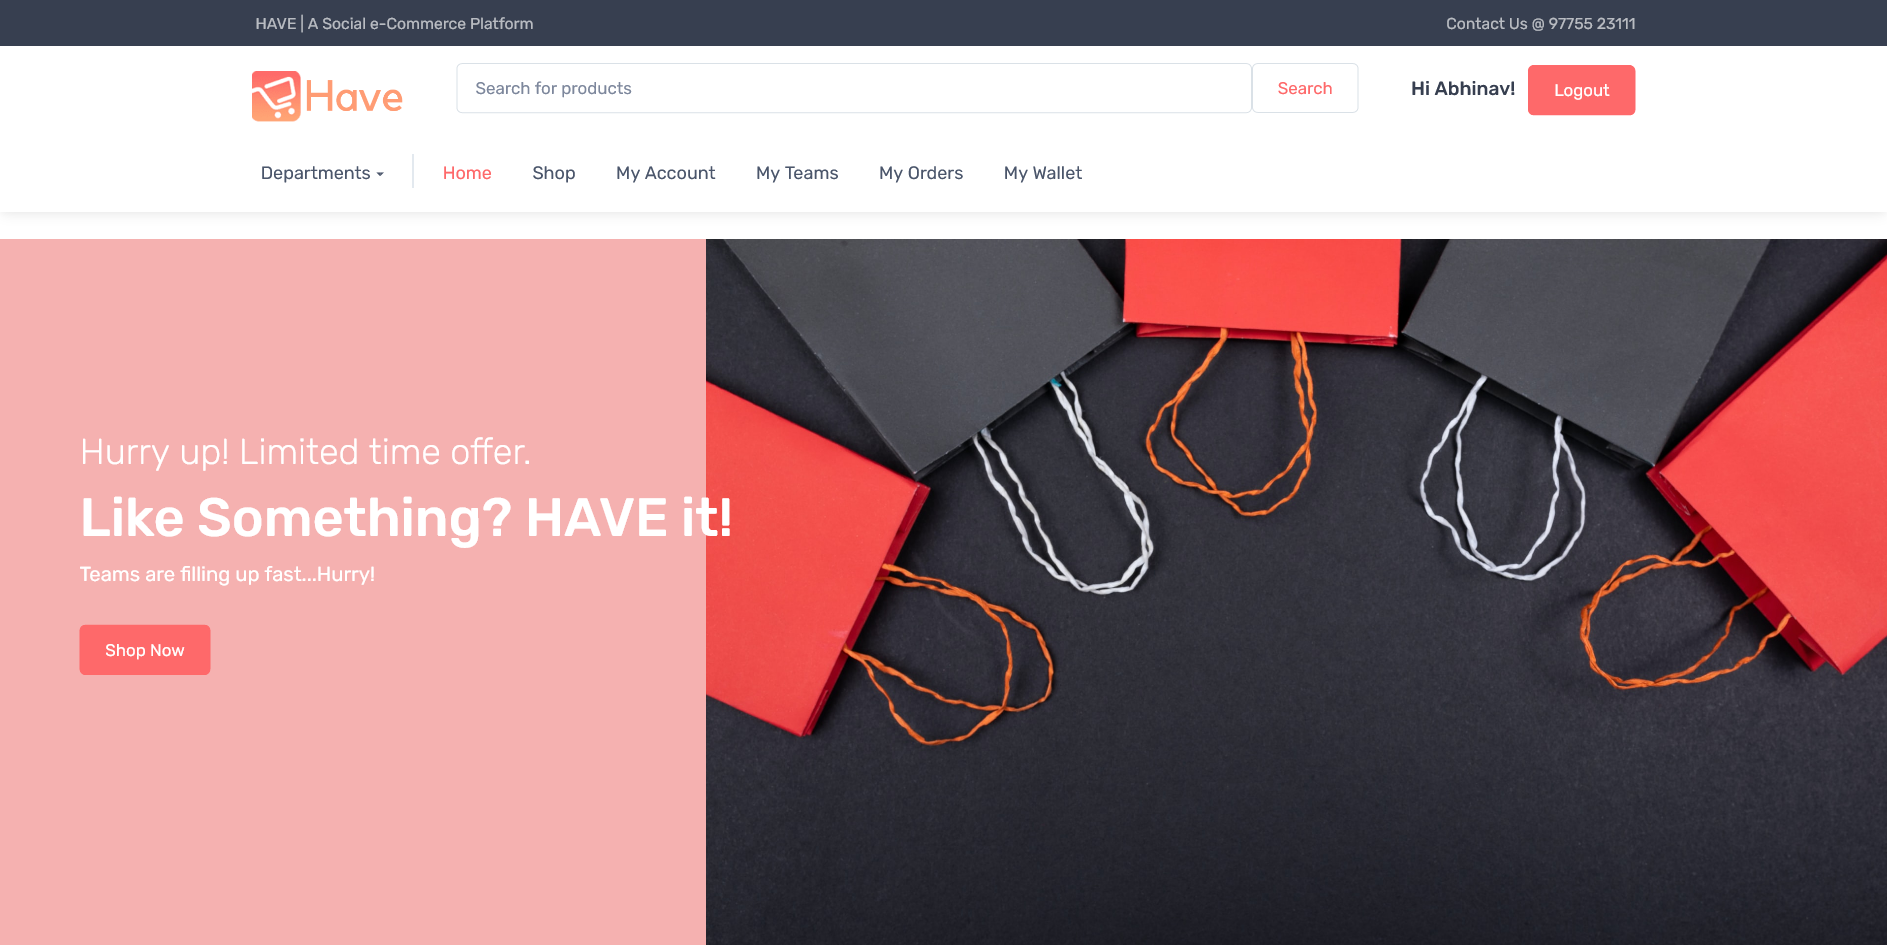 HAVE | A Social e-Commerce Platform
Contact Us @ 97755 23111
Have
Search for products
Search
Hi Abhinav!
Logout
Departments
Home
Shop
My Account
My Teams
My Orders
My Wallet
Hurry up! Limited time offer.
Like Something? HAVE it!
Teams are filling up fast...Hurry!
Shop Now